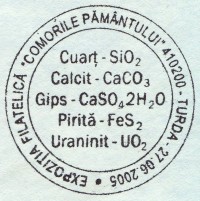 EXPOZIȚIA FILATELICĂ "COMORILE PĂMÂNTULUI" 410200 - TURDA - 27.06.2005
Cuarț - SiO₂
Calcit - CaCO₃
Gips - CaSO₄2H₂O
Pirită - FeS₂
Uraninit - UO₂